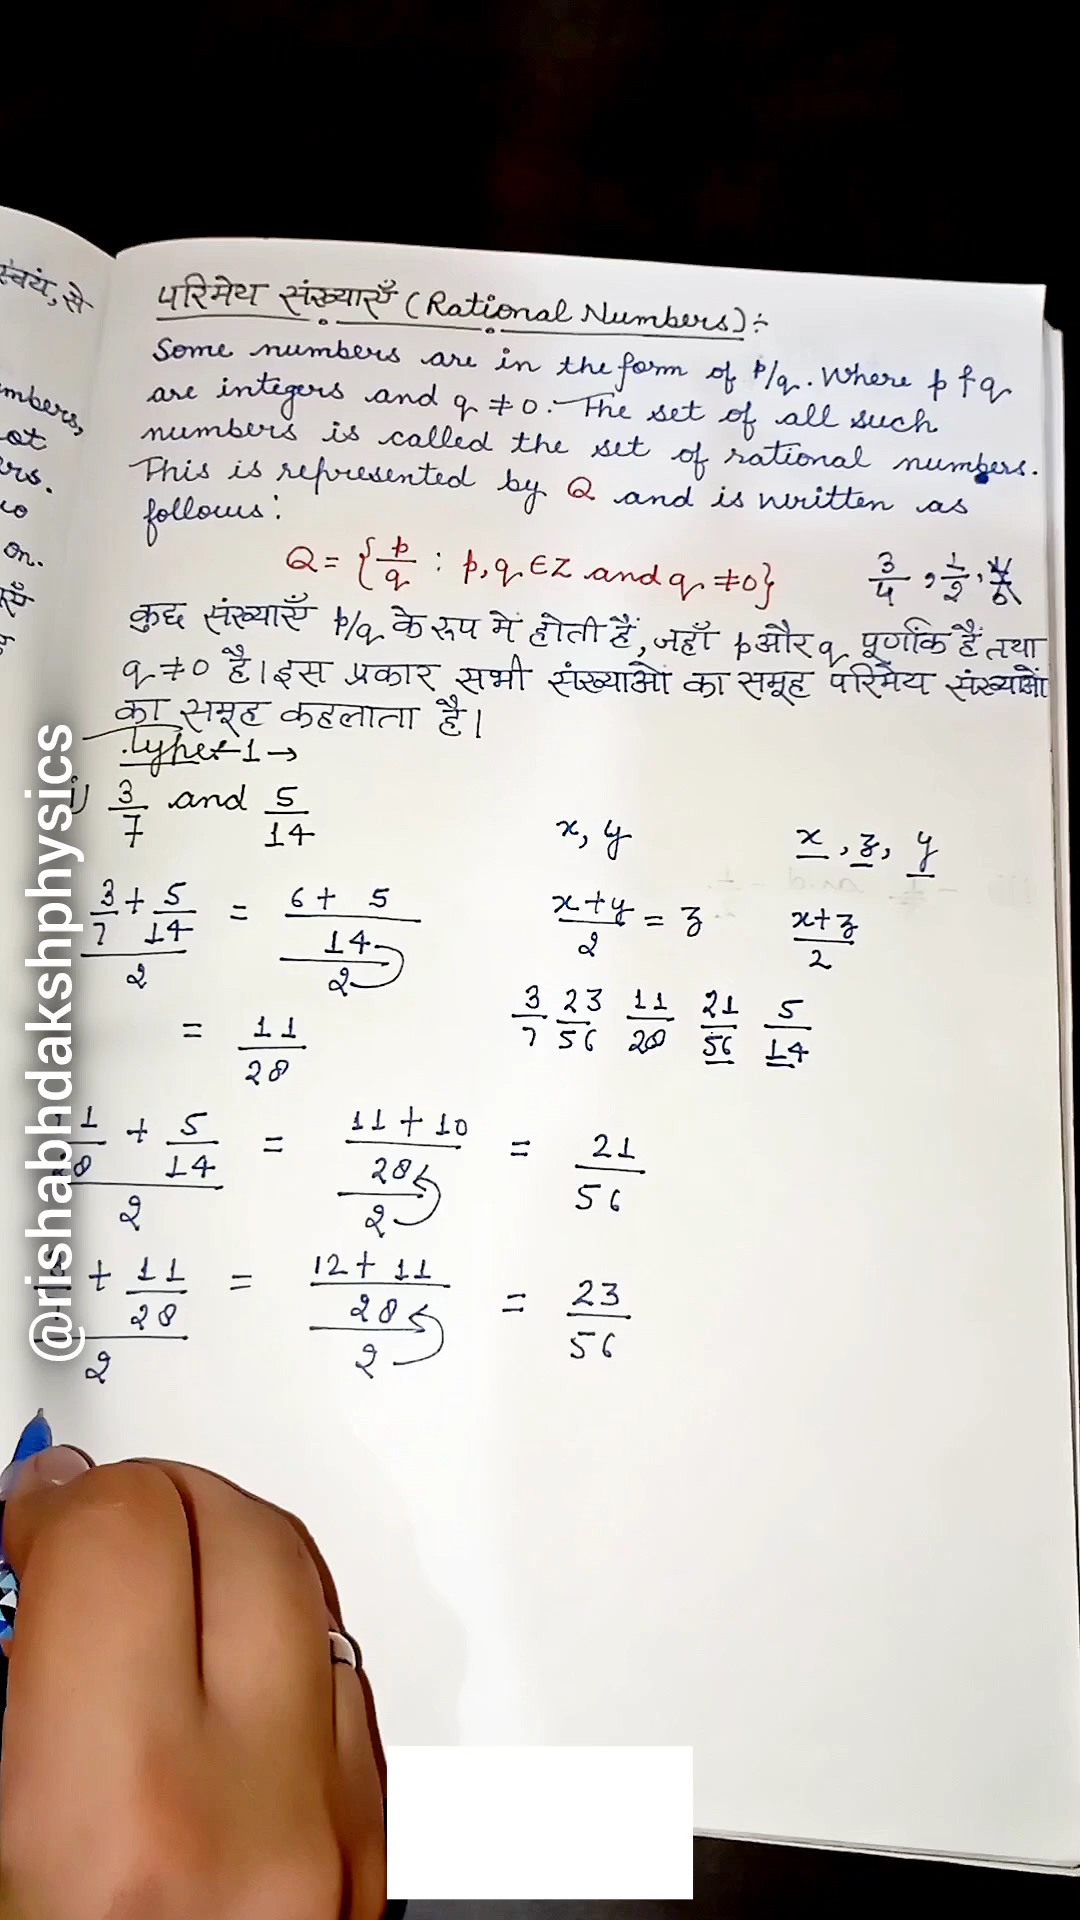 स्वयं, से
mbers,
परिमेय संख्याएँ (Rational Numbers) ÷
Some numbers are in the form of p/q. Where p & q
are integers and q ≠ 0. The set of all such
numbers is called the set of rational numbers.
This is represented by Q and is written as
follows:
Q = {p/q : p, q ∈ Z and q ≠ 0} 3/4, 1/2,
कुछ संख्याएँ p/q के रूप में होती हैं, जहाँ p और q पूर्णांक हैं तथा
q ≠ 0 है। इस प्रकार सभी संख्याओं का समूह परिमेय संख्याओं
का समूह कहलाता है।
Type-1 →
i) 3/7 and 5/14 x, y x, z, y
(3/7 + 5/14)/2 = ((6 + 5)/14)/2 (x+y)/2 = z (x+z)/2
= 11/28 3/7 23/56 11/28 21/56 5/14
+ 5/14 /2 = ((11 + 10)/28)/2 = 21/56
+ 11/28 /2 = ((12 + 11)/28)/2 = 23/56
@rishabhdakshphysics